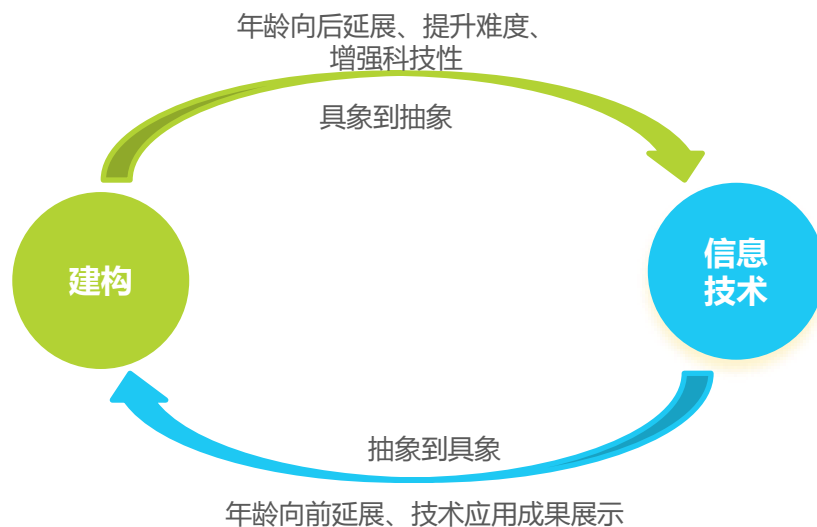 年龄向后延展、提升难度、
增强科技性
具象到抽象
建构
信息
技术
抽象到具象
年龄向前延展、技术应用成果展示